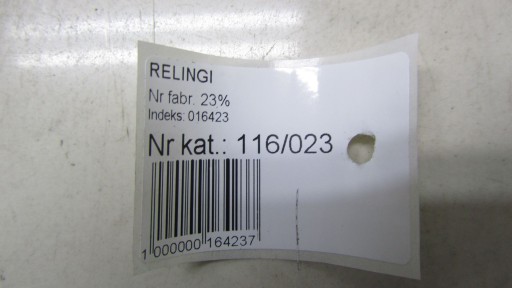 RELINGI
Nr fabr. 23%
Indeks: 016423
Nr kat.: 116/023
1 000000 164237